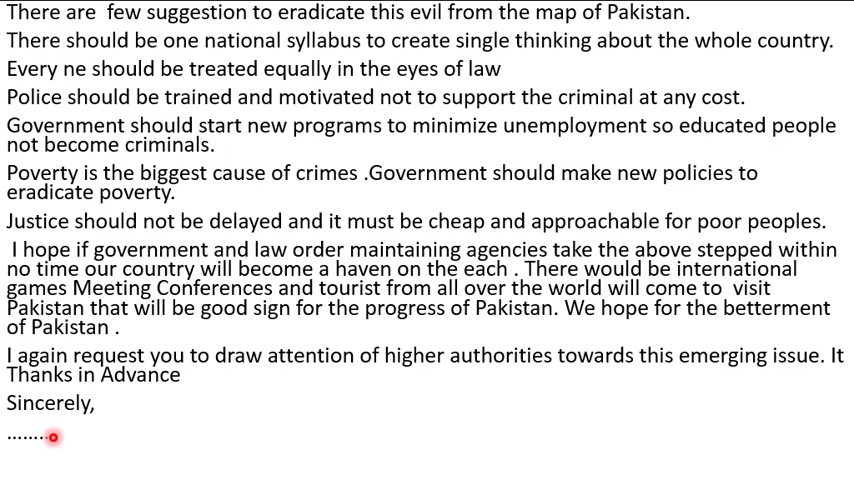 There are  few suggestion to eradicate this evil from the map of Pakistan.
There should be one national syllabus to create single thinking about the whole country.
Every ne should be treated equally in the eyes of law
Police should be trained and motivated not to support the criminal at any cost.
Government should start new programs to minimize unemployment so educated people
not become criminals.
Poverty is the biggest cause of crimes .Government should make new policies to
eradicate poverty.
Justice should not be delayed and it must be cheap and approachable for poor peoples.
I hope if government and law order maintaining agencies take the above stepped within
no time our country will become a haven on the each . There would be international
games Meeting Conferences and tourist from all over the world will come to  visit
Pakistan that will be good sign for the progress of Pakistan. We hope for the betterment
of Pakistan .
I again request you to draw attention of higher authorities towards this emerging issue. It
Thanks in Advance
Sincerely,
........